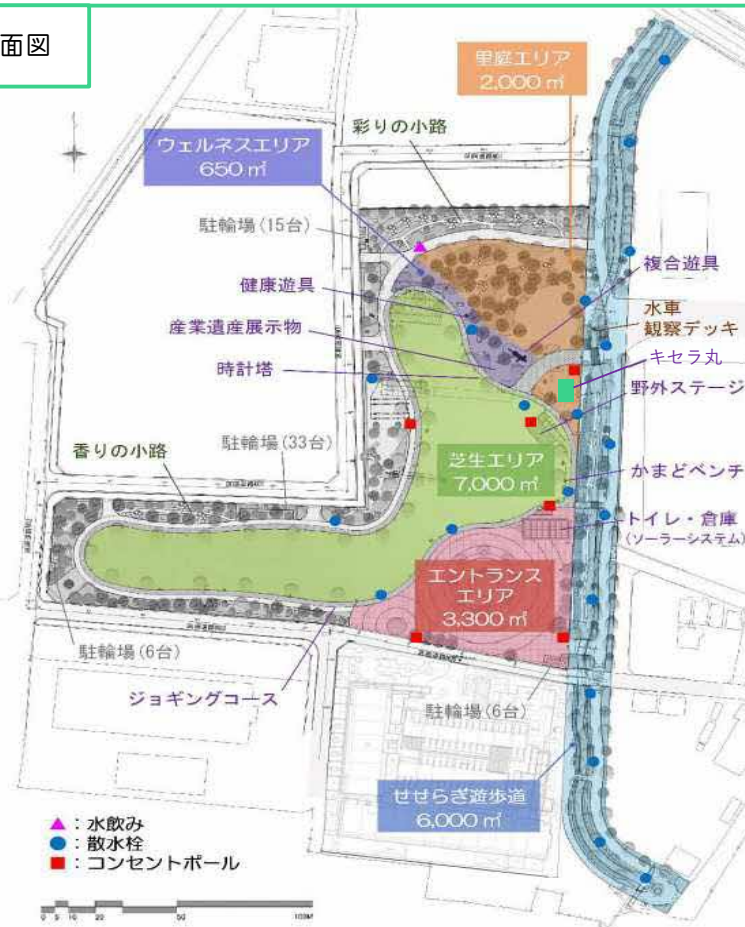 面図
里庭エリア
2,000㎡
彩りの小路
ウェルネスエリア
650㎡
駐輪場(15台)
健康遊具
複合遊具
産業遺産展示物
水車
観察デッキ
時計塔
キセラ丸
野外ステージ
香りの小路
駐輪場(33台)
芝生エリア
7,000㎡
かまどベンチ
トイレ・倉庫
(ソーラーシステム)
エントランス
エリア
3,300㎡
駐輪場(6台)
ジョギングコース
駐輪場(6台)
せせらぎ遊歩道
6,000㎡
▲：水飲み
●：散水栓
■：コンセントポール
0 5 10 20 50 100M